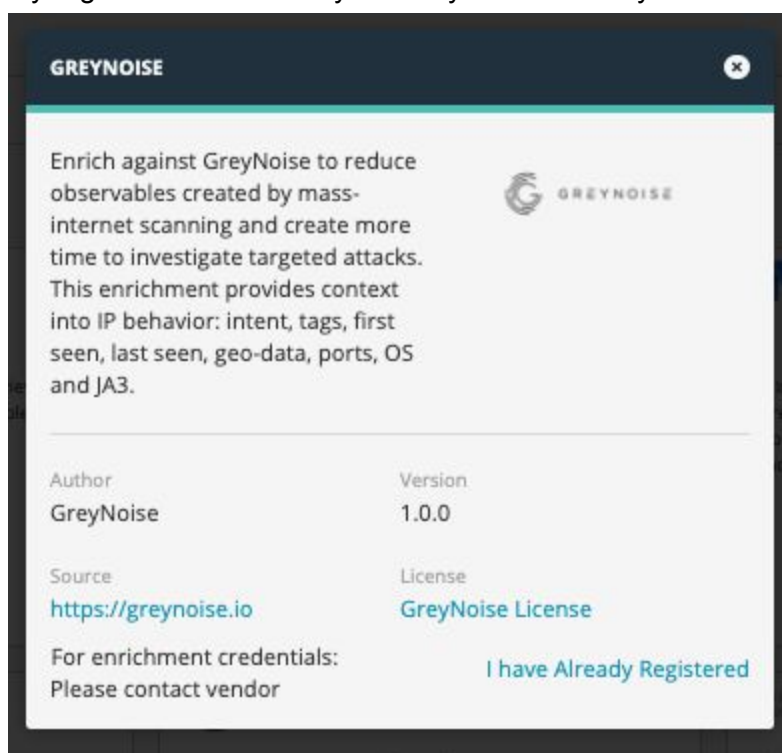 GREYNOISE
Enrich against GreyNoise to reduce
observables created by mass-
internet scanning and create more
time to investigate targeted attacks.
This enrichment provides context
into IP behavior: intent, tags, first
seen, last seen, geo-data, ports, OS
and JA3.
GREYNOISE
Author
GreyNoise
Version
1.0.0
Source
https://greynoise.io
License
GreyNoise License
For enrichment credentials:
Please contact vendor
I have Already Registered